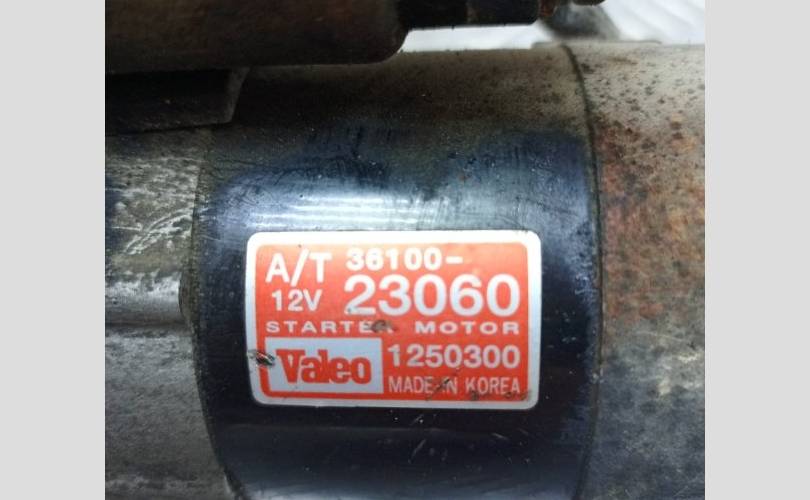 A/T 36100-
12V 23060
STARTER MOTOR
Valeo 1250300
MADE-IN KOREA